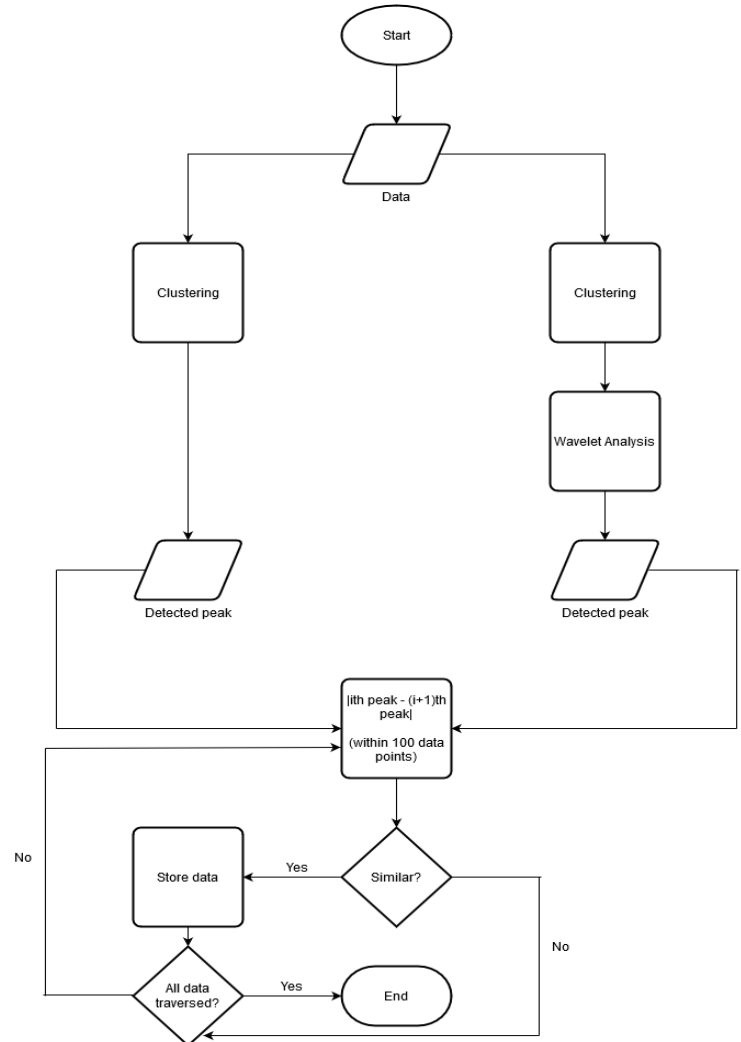 Start
Data
Clustering
Clustering
Wavelet Analysis
Detected peak
Detected peak
|ith peak - (i+1)th
peak|
(within 100 data
points)
No
Store data
Yes
Similar?
No
All data
traversed?
Yes
End